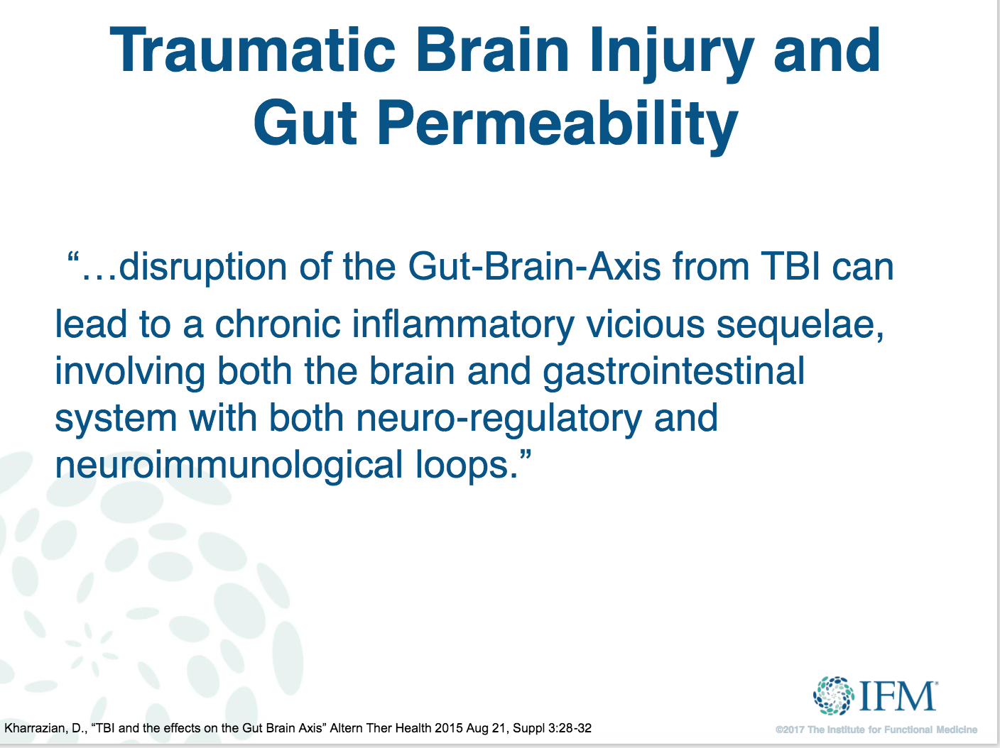 Traumatic Brain Injury and
Gut Permeability
“…disruption of the Gut-Brain-Axis from TBI can
lead to a chronic inflammatory vicious sequelae,
involving both the brain and gastrointestinal
system with both neuro-regulatory and
neuroimmunological loops.”
IFM®
Kharrazian, D., “TBI and the effects on the Gut Brain Axis” Altern Ther Health 2015 Aug 21, Suppl 3:28-32
©2017 The Institute for Functional Medicine